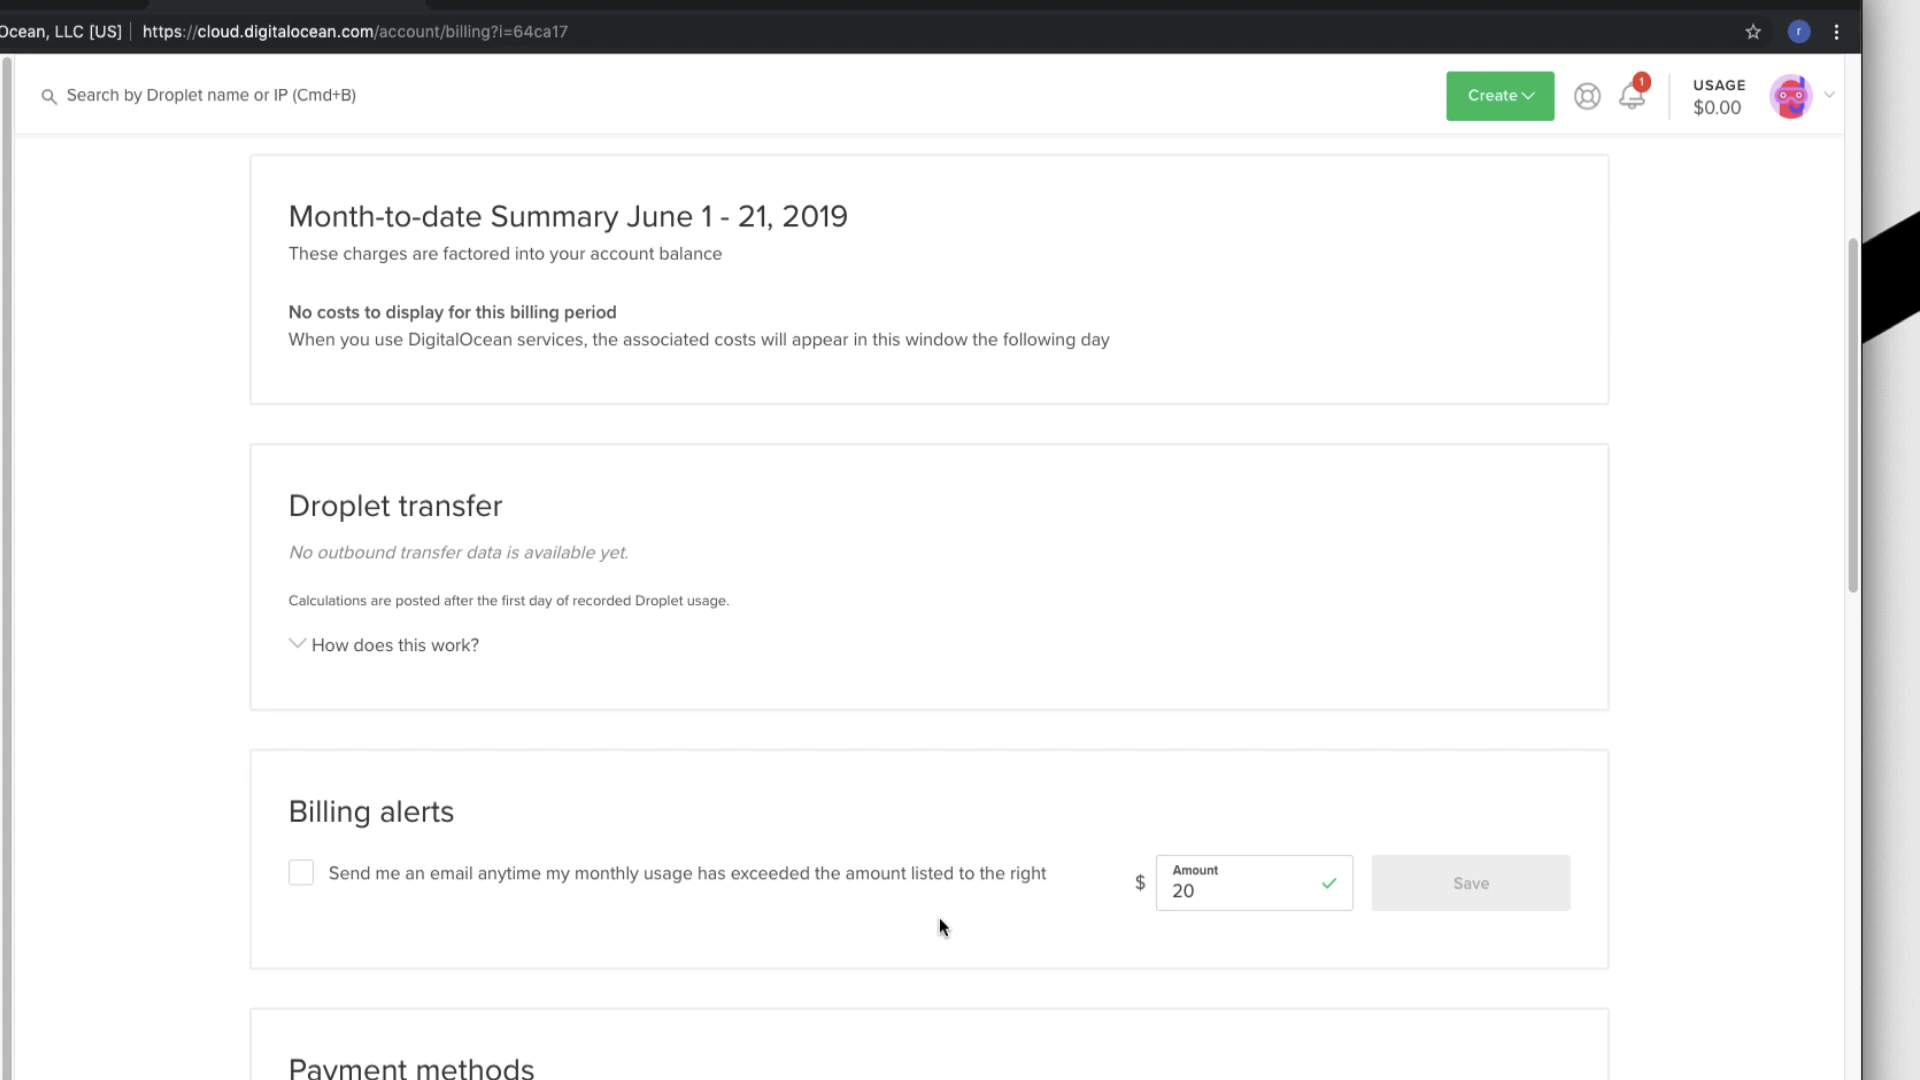 Ocean, LLC [US] | https://cloud.digitalocean.com/account/billing?i=64ca17
r
Search by Droplet name or IP (Cmd+B)
Create
1
USAGE
$0.00
Month-to-date Summary June 1 - 21, 2019
These charges are factored into your account balance
No costs to display for this billing period
When you use DigitalOcean services, the associated costs will appear in this window the following day
Droplet transfer
No outbound transfer data is available yet.
Calculations are posted after the first day of recorded Droplet usage.
How does this work?
Billing alerts
Send me an email anytime my monthly usage has exceeded the amount listed to the right
$
Amount
20
Save
Payment methods